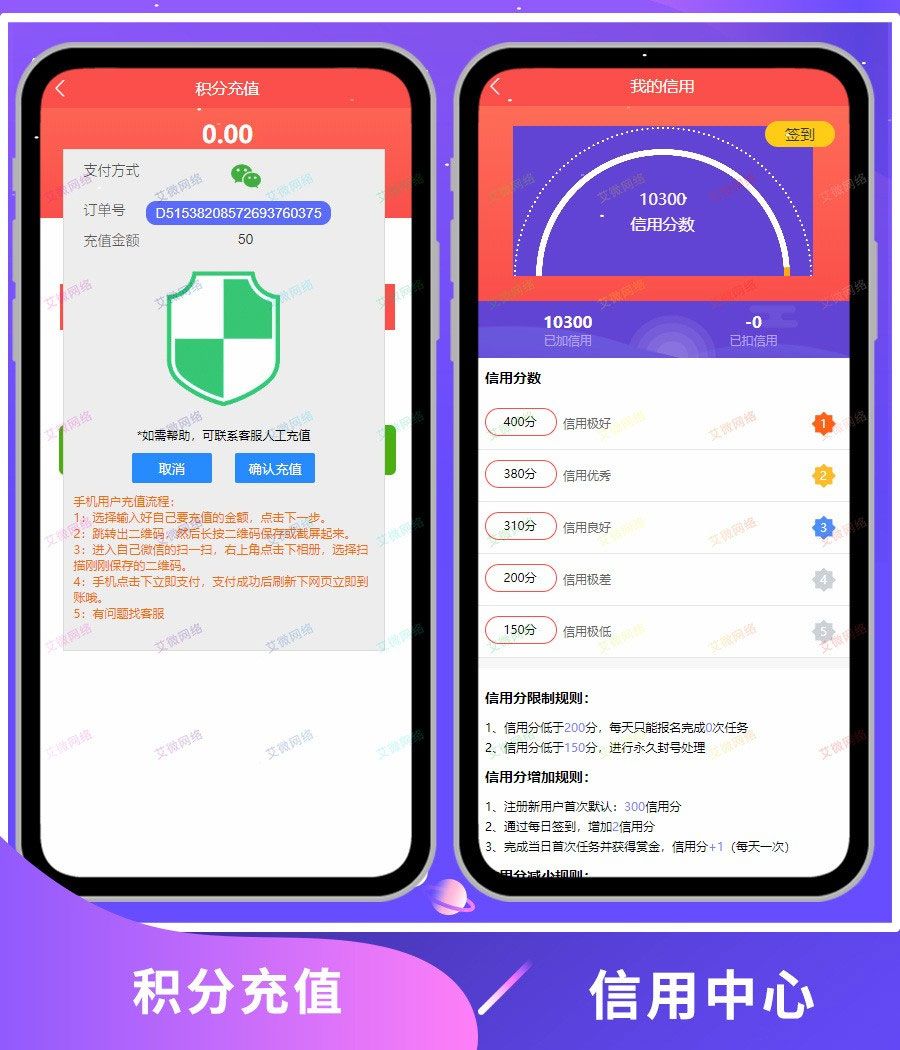 积分充值
0.00
支付方式
订单号 D51538208572693760375
充值金额 50
*如需帮助，可联系客服人工充值
取消 确认充值
手机用户充值流程：
1：选择输入好自己要充值的金额，点击下一步。
2：跳转出二维码，然后长按二维码保存或截屏起来。
3：进入自己微信的扫一扫，右上角点击下相册，选择扫
描刚刚保存的二维码。
4：手机点击下立即支付，支付成功后刷新下网页立即到
账哦。
5：有问题找客服
我的信用
签到
10300
信用分数
10300 -0
已加信用 已扣信用
信用分数
400分 信用极好 1
380分 信用优秀 2
310分 信用良好 3
200分 信用极差 4
150分 信用极低 5
信用分限制规则：
1、信用分低于200分，每天只能报名完成0次任务
2、信用分低于150分，进行永久封号处理
信用分增加规则：
1、注册新用户首次默认：300信用分
2、通过每日签到，增加2信用分
3、完成当日首次任务并获得赏金，信用分+1（每天一次）
用分减少规则：
积分充值
信用中心
艾微网络